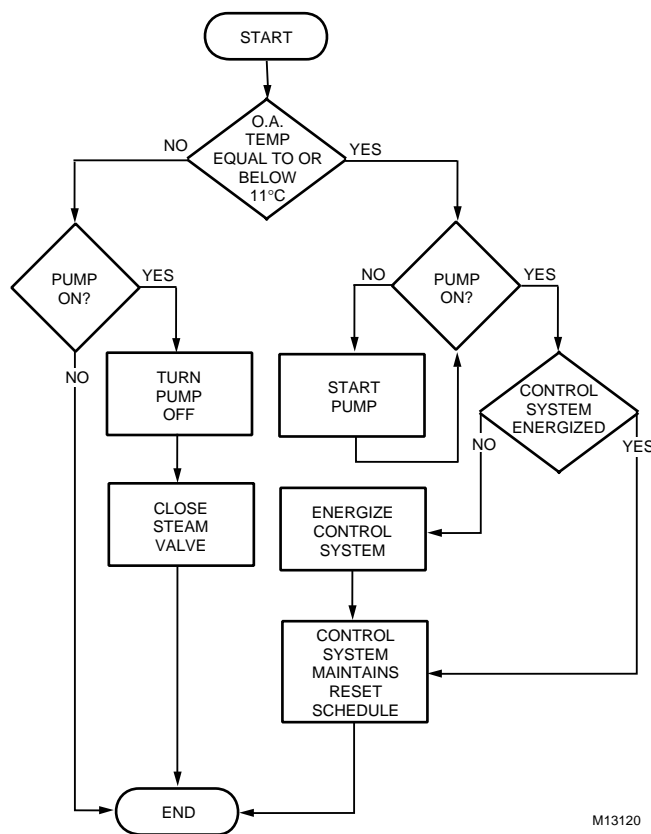 START
O.A.
TEMP
EQUAL TO OR
BELOW
11°C
NO
YES
PUMP
ON?
YES
NO
PUMP
ON?
NO
YES
TURN
PUMP
OFF
START
PUMP
CONTROL
SYSTEM
ENERGIZED
NO
YES
CLOSE
STEAM
VALVE
ENERGIZE
CONTROL
SYSTEM
CONTROL
SYSTEM
MAINTAINS
RESET
SCHEDULE
END
M13120